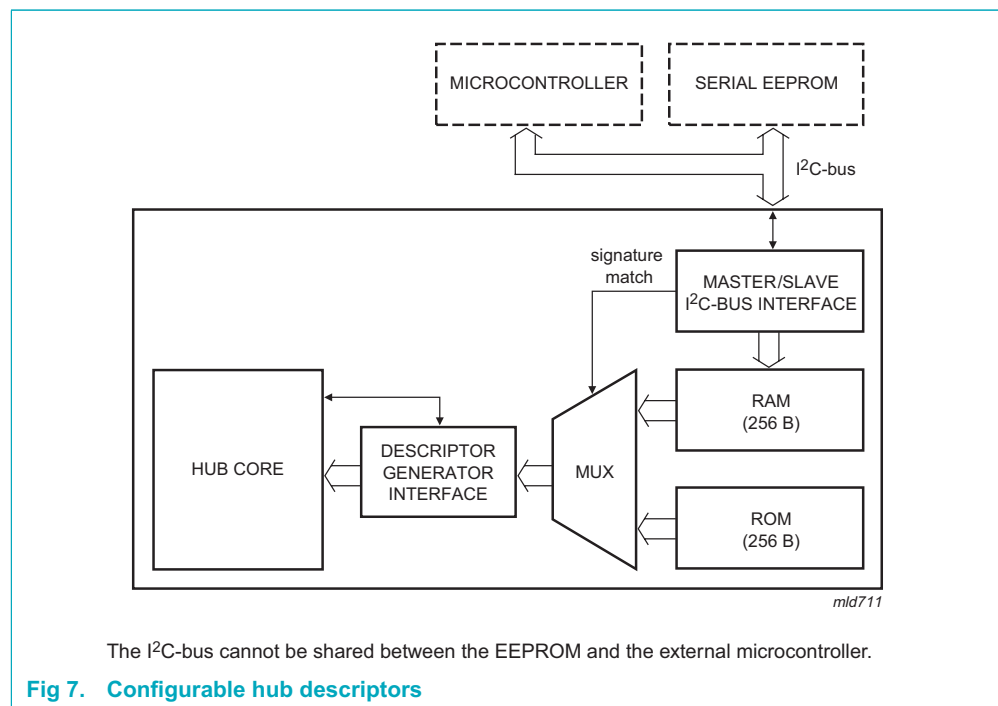 MICROCONTROLLER
SERIAL EEPROM
I²C-bus
signature
match
MASTER/SLAVE
I²C-BUS INTERFACE
HUB CORE
DESCRIPTOR
GENERATOR
INTERFACE
MUX
RAM
(256 B)
ROM
(256 B)
mld711
The I²C-bus cannot be shared between the EEPROM and the external microcontroller.
Fig 7. Configurable hub descriptors